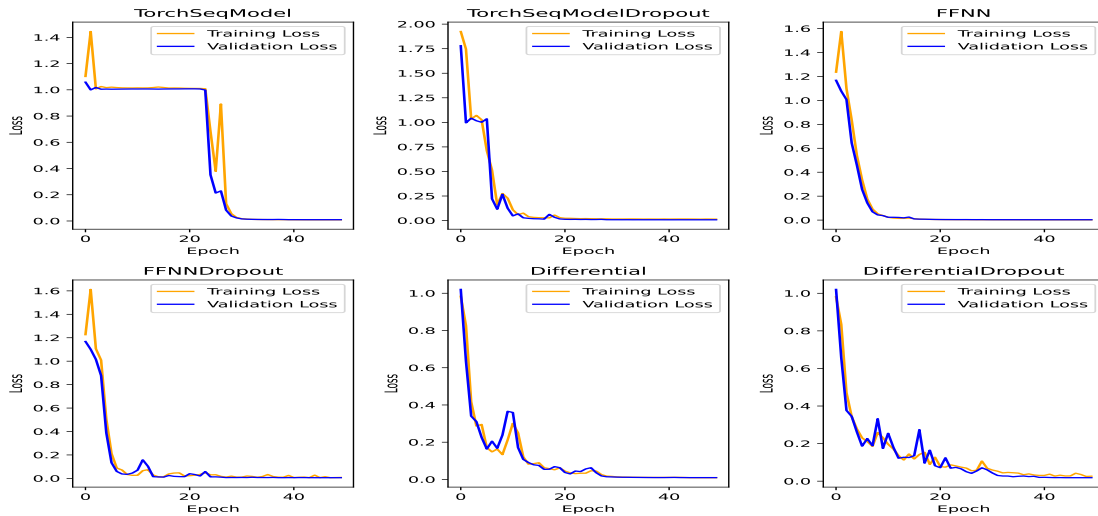 TorchSeqModel
1.4
1.2
1.0
0.8
0.6
0.4
0.2
0.0
Loss
Training Loss
Validation Loss
0
20
40
Epoch
TorchSeqModelDropout
2.00
1.75
1.50
1.25
1.00
0.75
0.50
0.25
0.00
Loss
Training Loss
Validation Loss
0
20
40
Epoch
FFNN
1.6
1.4
1.2
1.0
0.8
0.6
0.4
0.2
0.0
Loss
Training Loss
Validation Loss
0
20
40
Epoch
FFNNDropout
1.6
1.4
1.2
1.0
0.8
0.6
0.4
0.2
0.0
Loss
Training Loss
Validation Loss
0
20
40
Epoch
Differential
1.0
0.8
0.6
0.4
0.2
0.0
Loss
Training Loss
Validation Loss
0
20
40
Epoch
DifferentialDropout
1.0
0.8
0.6
0.4
0.2
0.0
Loss
Training Loss
Validation Loss
0
20
40
Epoch